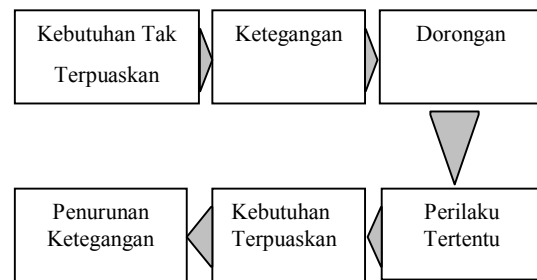 Kebutuhan Tak
Terpuaskan
Ketegangan
Dorongan
Perilaku
Tertentu
Kebutuhan
Terpuaskan
Penurunan
Ketegangan